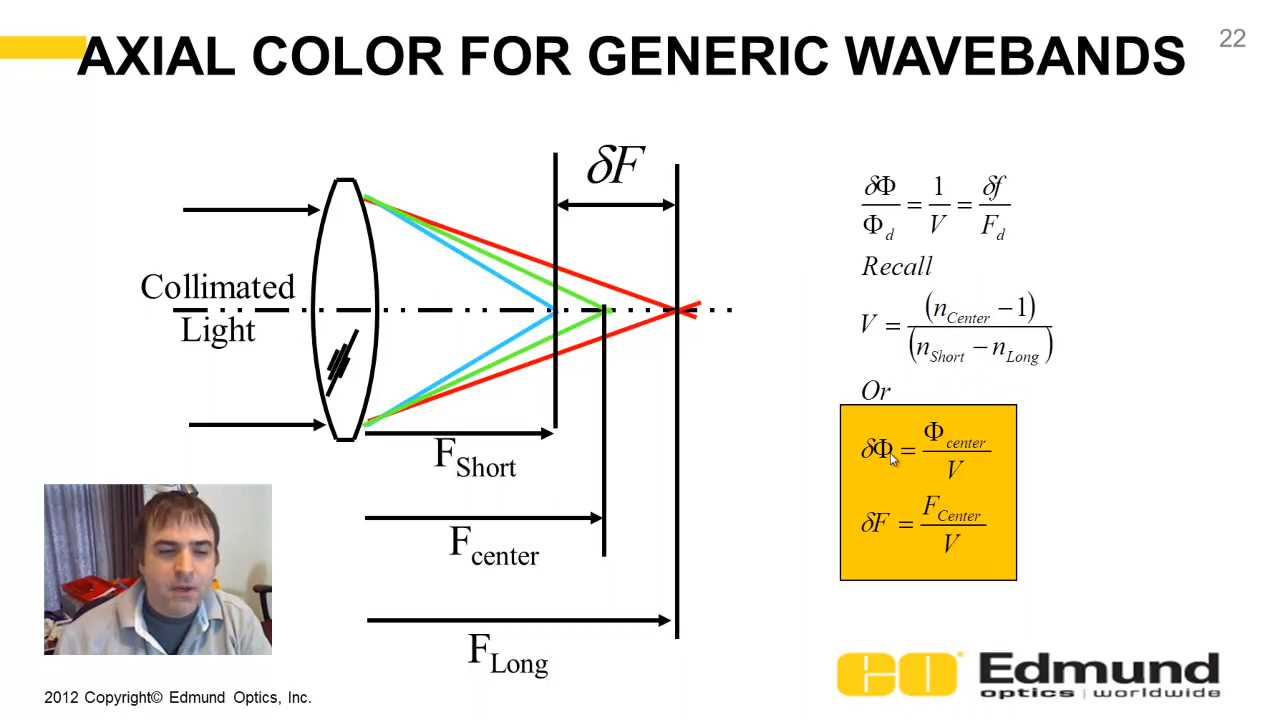 AXIAL COLOR FOR GENERIC WAVEBANDS
22
δF
Collimated
Light
F_Short
F_center
F_Long
δΦ/Φ_d = 1/V = δf/F_d
Recall
V = (n_Center − 1)/(n_Short − n_Long)
Or
δΦ = Φ_center/V
δF = F_Center/V
2012 Copyright© Edmund Optics, Inc.
EO Edmund
optics | worldwide